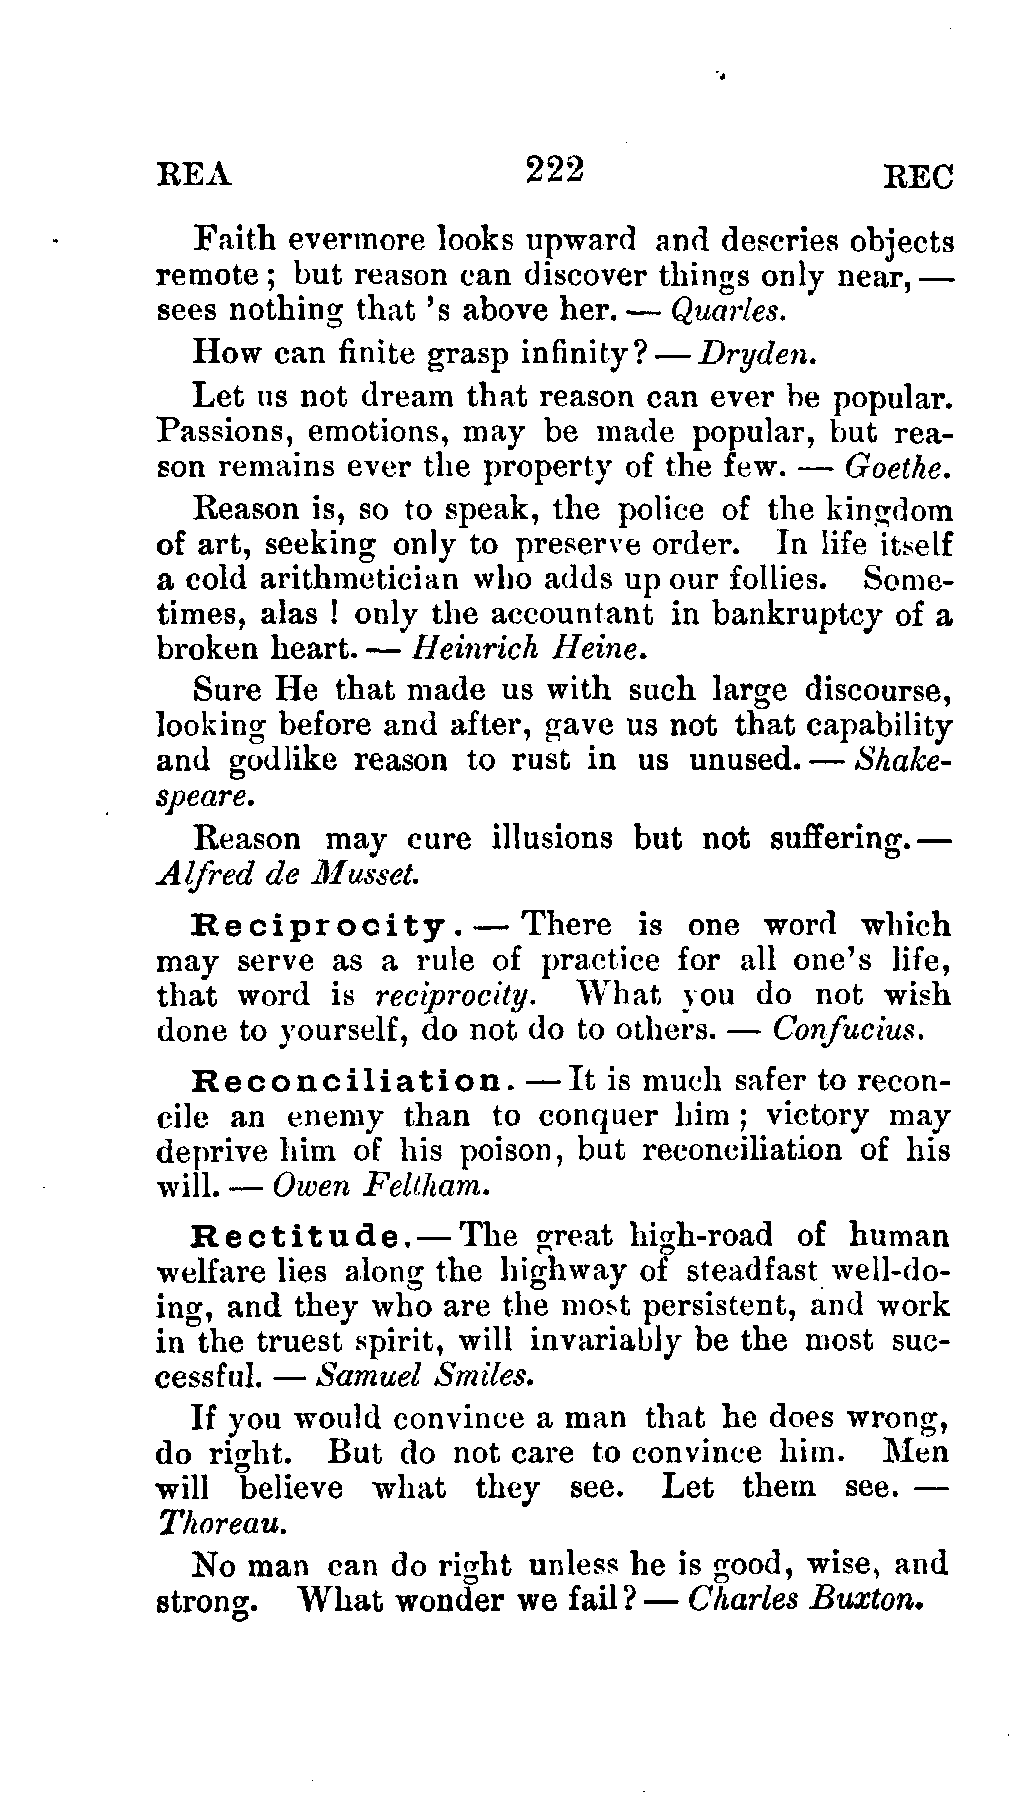 REA 222 REC
Faith evermore looks upward and descries objects
remote; but reason can discover things only near, —
sees nothing that 's above her. — Quarles.
How can finite grasp infinity? — Dryden.
Let us not dream that reason can ever be popular.
Passions, emotions, may be made popular, but rea-
son remains ever the property of the few. — Goethe.
Reason is, so to speak, the police of the kingdom
of art, seeking only to preserve order. In life itself
a cold arithmetician who adds up our follies. Some-
times, alas! only the accountant in bankruptcy of a
broken heart. — Heinrich Heine.
Sure He that made us with such large discourse,
looking before and after, gave us not that capability
and godlike reason to rust in us unused. — Shake-
speare.
Reason may cure illusions but not suffering. —
Alfred de Musset.
Reciprocity. — There is one word which
may serve as a rule of practice for all one's life,
that word is reciprocity. What you do not wish
done to yourself, do not do to others. — Confucius.
Reconciliation. — It is much safer to recon-
cile an enemy than to conquer him; victory may
deprive him of his poison, but reconciliation of his
will. — Owen Feltham.
Rectitude. — The great high-road of human
welfare lies along the highway of steadfast well-do-
ing, and they who are the most persistent, and work
in the truest spirit, will invariably be the most suc-
cessful. — Samuel Smiles.
If you would convince a man that he does wrong,
do right. But do not care to convince him. Men
will believe what they see. Let them see. —
Thoreau.
No man can do right unless he is good, wise, and
strong. What wonder we fail? — Charles Buxton.